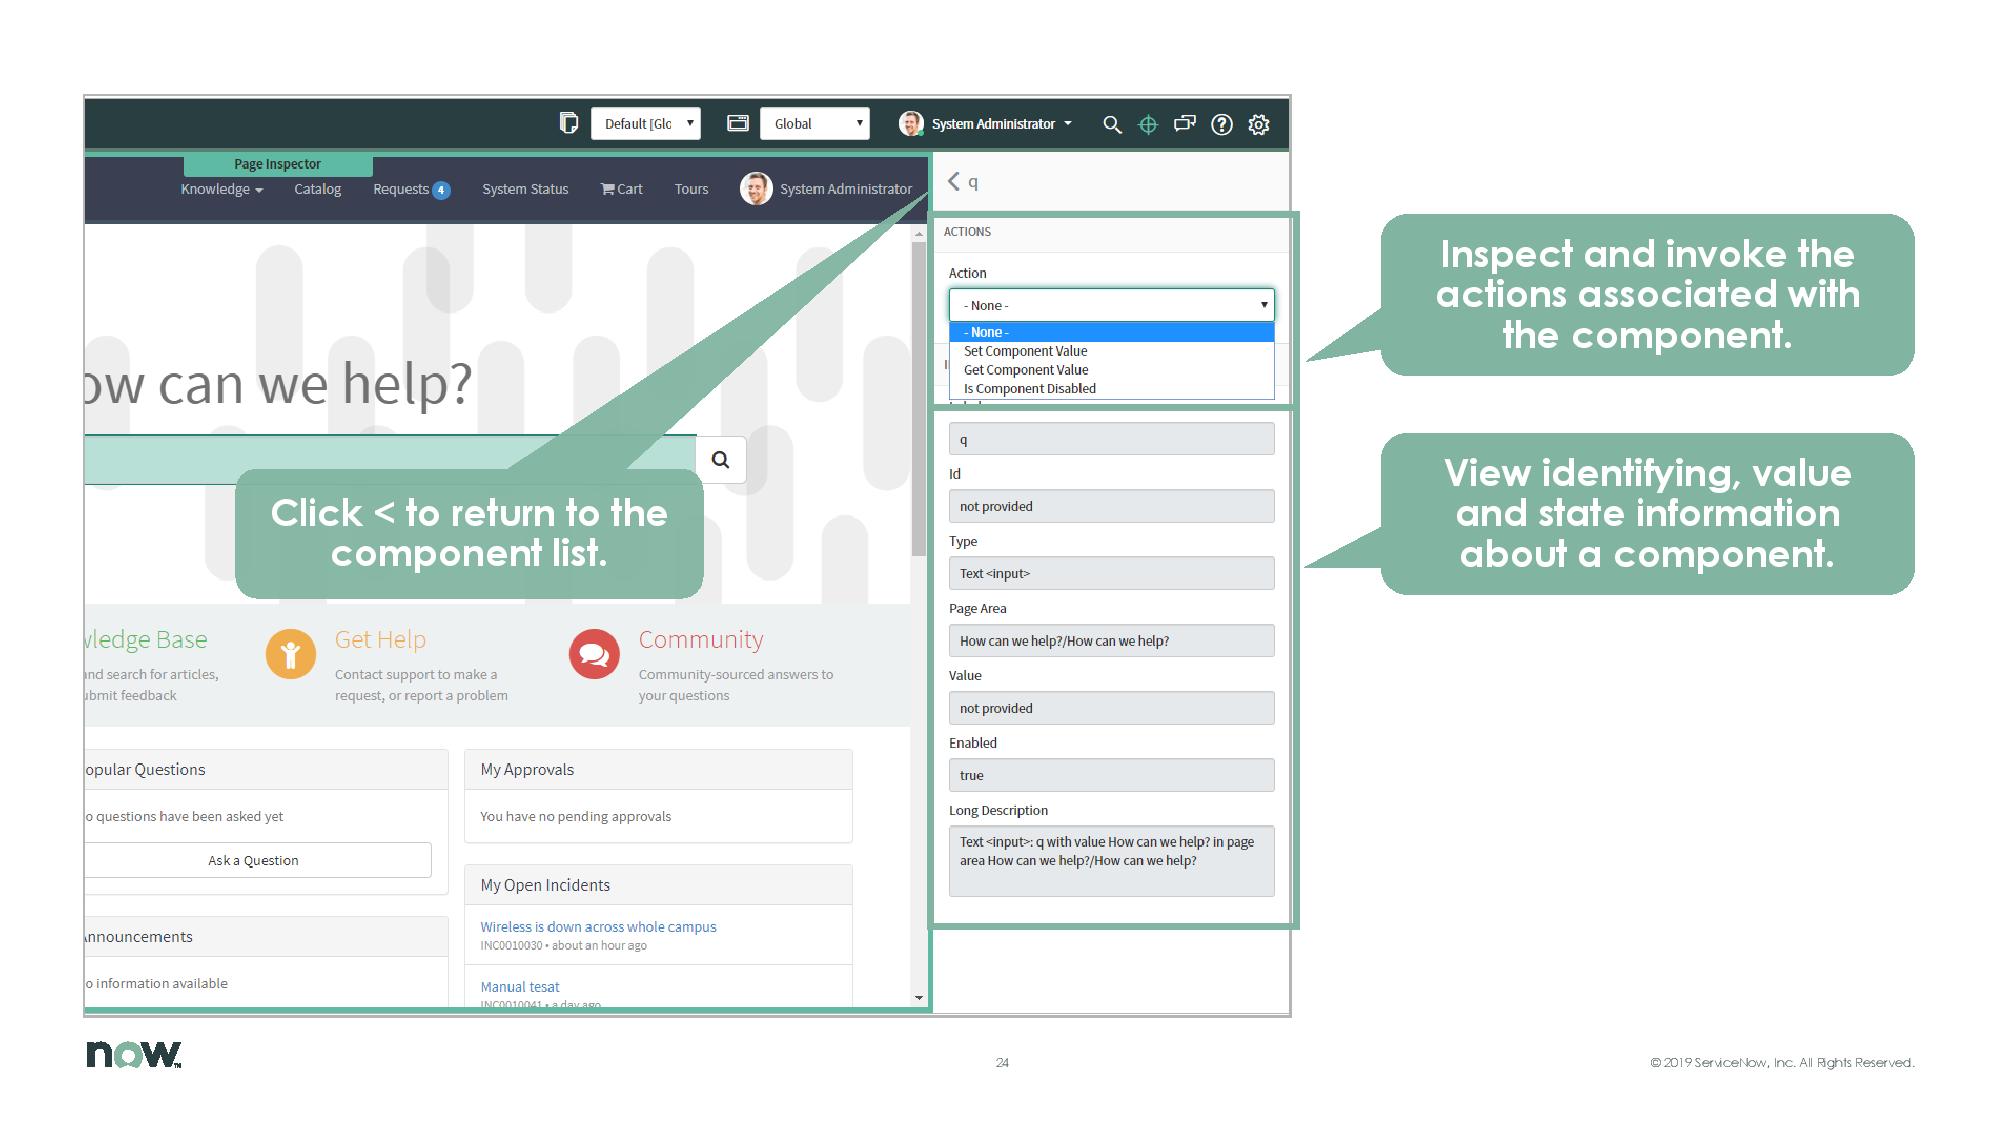 Default [Glo
Global
System Administrator
Page Inspector
Knowledge
Catalog
Requests 4
System Status
Cart
Tours
System Administrator
ow can we help?
Click < to return to the
component list.
ledge Base
nd search for articles,
ubmit feedback
Get Help
Contact support to make a
request, or report a problem
Community
Community-sourced answers to
your questions
opular Questions
o questions have been asked yet
Ask a Question
nnouncements
o information available
My Approvals
You have no pending approvals
My Open Incidents
Wireless is down across whole campus
INC0010030 • about an hour ago
Manual tesat
INC0010041 • a day ago
< q
ACTIONS
Action
- None -
- None -
Set Component Value
Get Component Value
Is Component Disabled
q
Id
not provided
Type
Text <input>
Page Area
How can we help?/How can we help?
Value
not provided
Enabled
true
Long Description
Text <input>: q with value How can we help? in page
area How can we help?/How can we help?
Inspect and invoke the
actions associated with
the component.
View identifying, value
and state information
about a component.
now
24
© 2019 ServiceNow, Inc. All Rights Reserved.